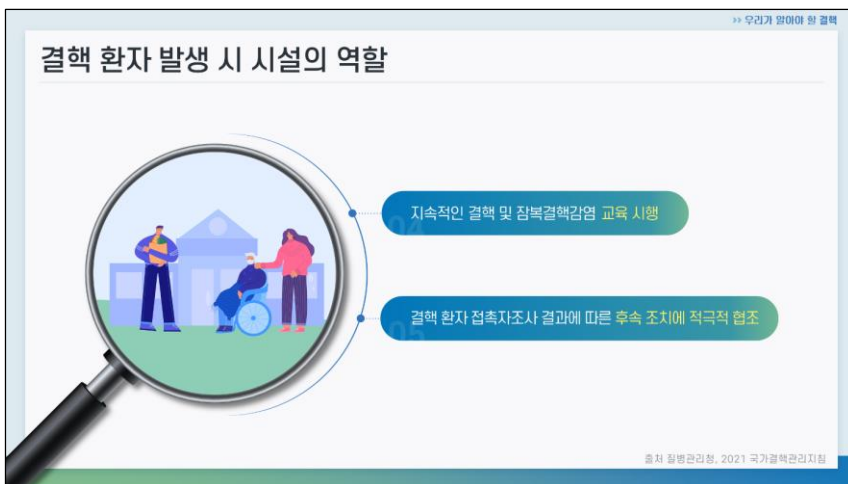 >> 우리가 알아야 할 결핵
결핵 환자 발생 시 시설의 역할
04
지속적인 결핵 및 잠복결핵감염 교육 시행
05
결핵 환자 접촉자조사 결과에 따른 후속 조치에 적극적 협조
출처 질병관리청, 2021 국가결핵관리지침